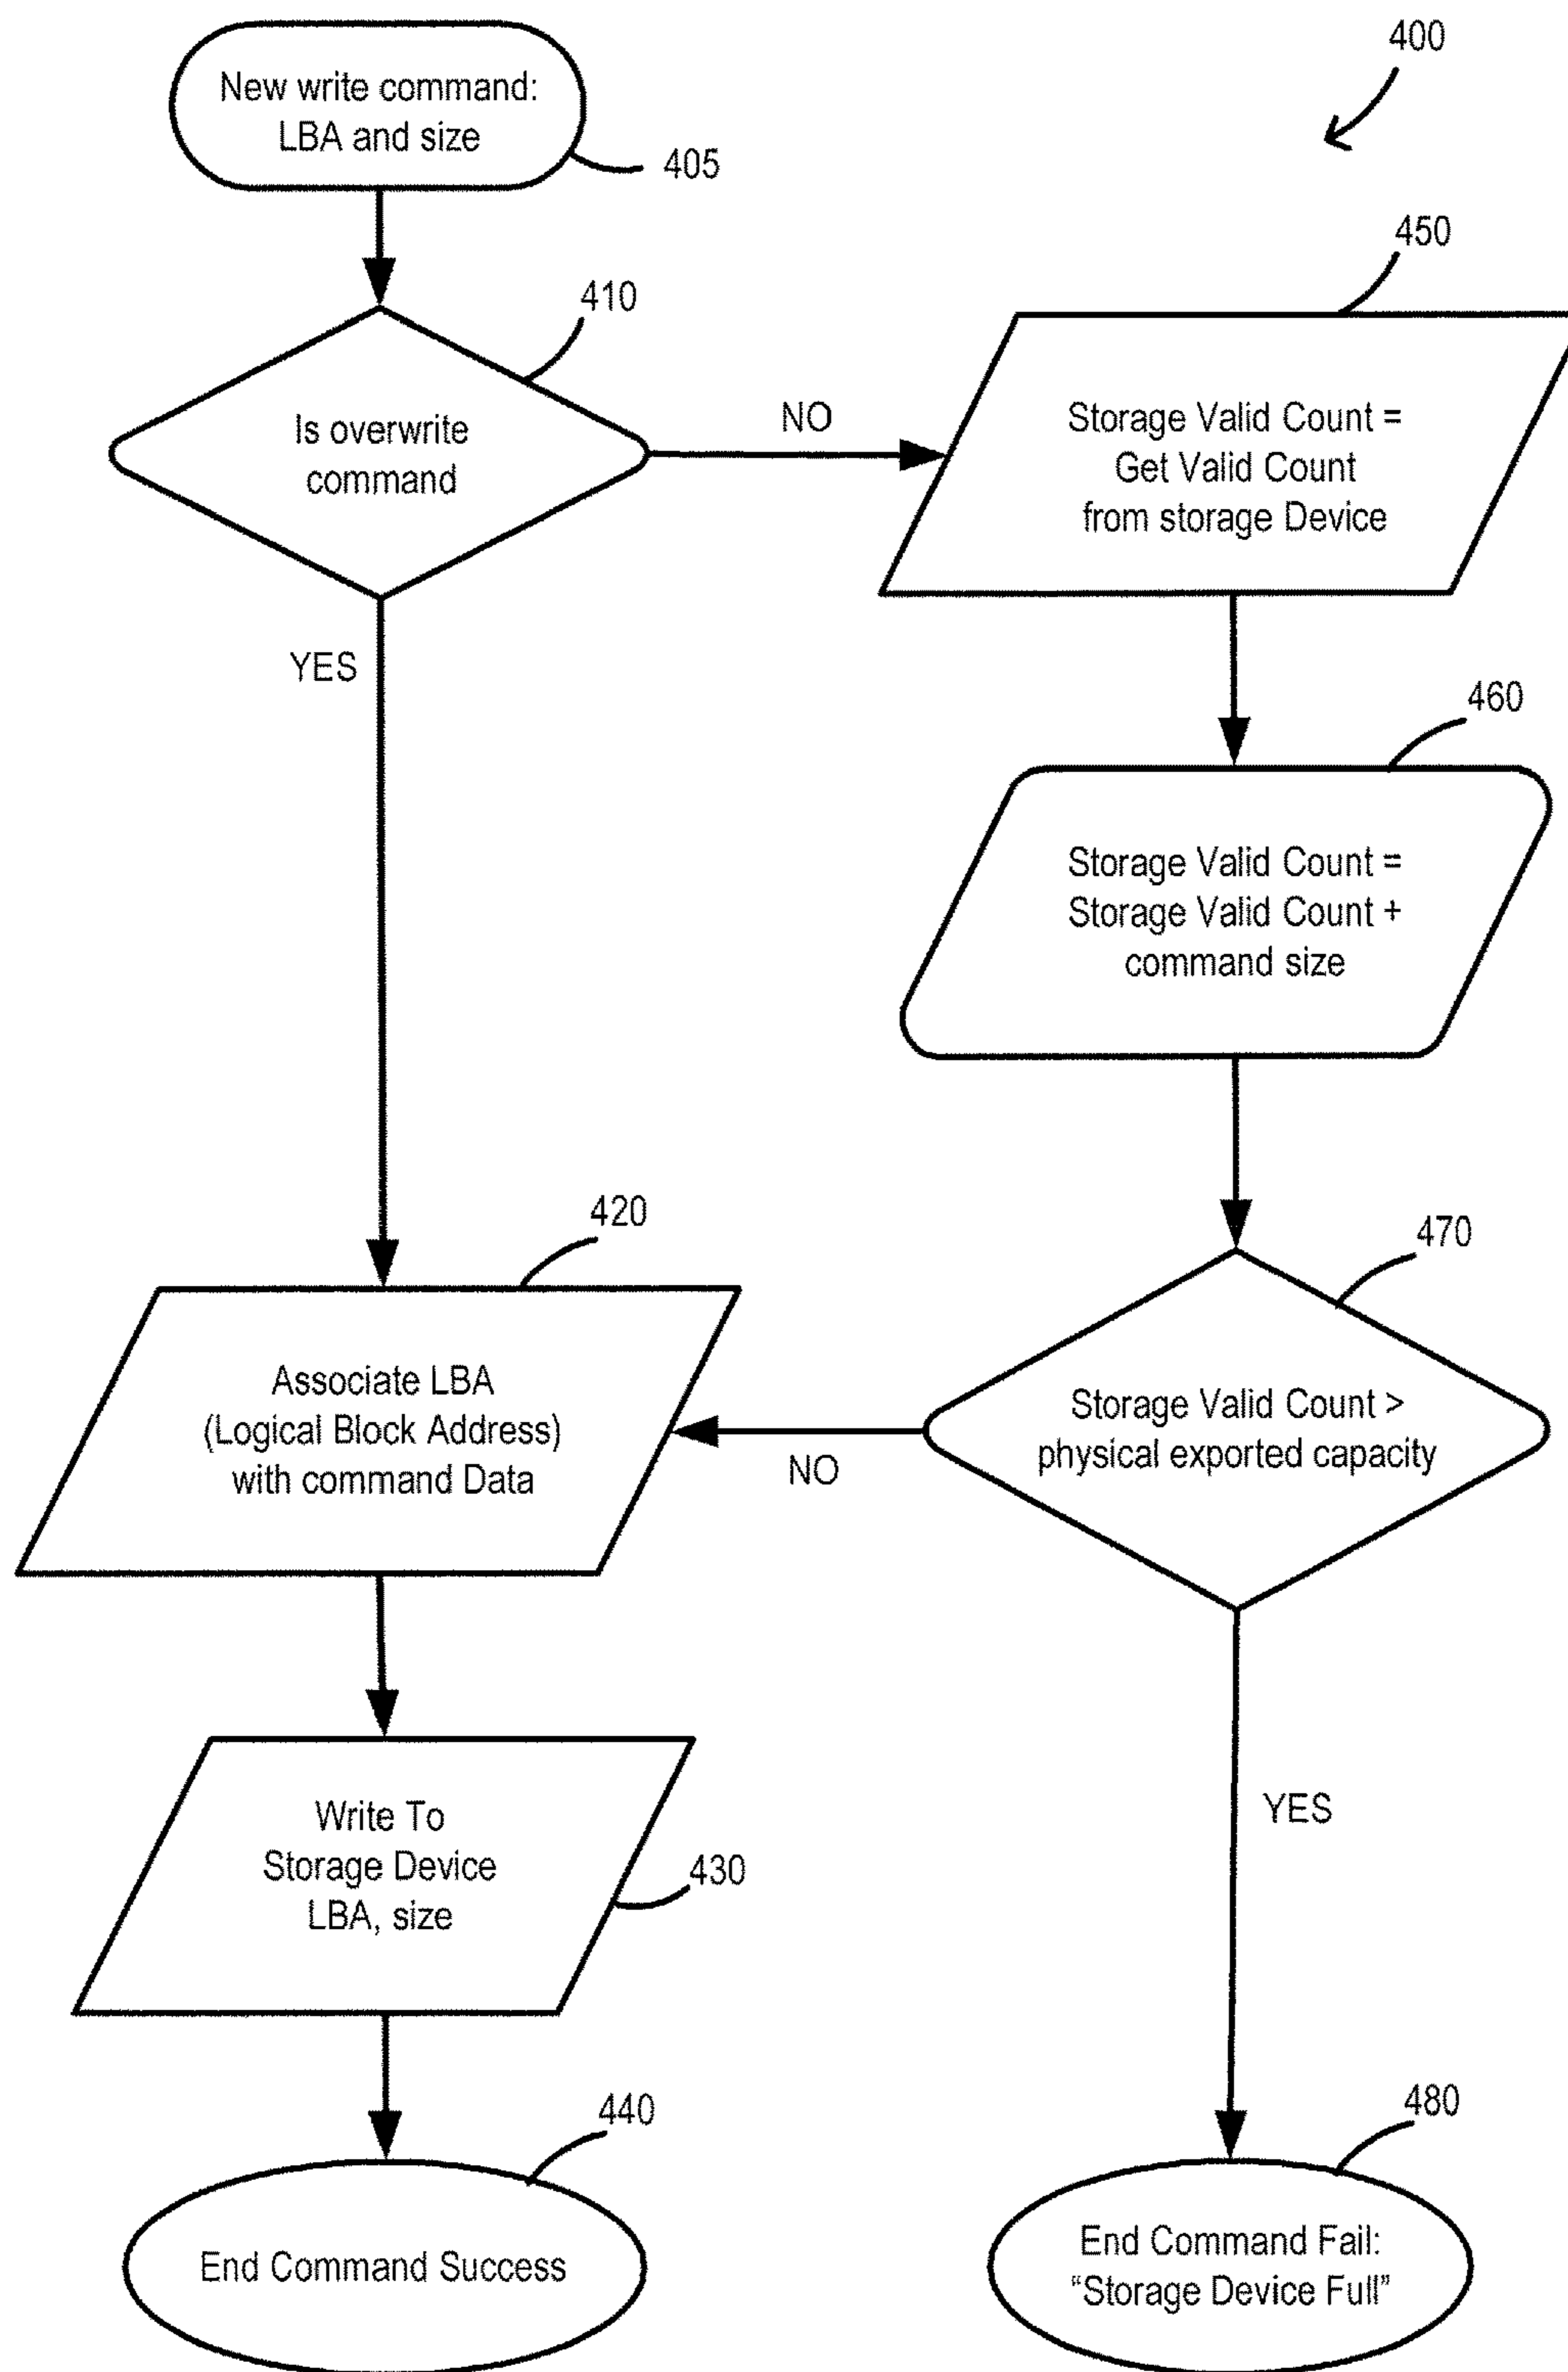 400
New write command:
LBA and size
405
410
Is overwrite
command
NO
YES
450
Storage Valid Count =
Get Valid Count
from storage Device
460
Storage Valid Count =
Storage Valid Count +
command size
470
Storage Valid Count >
physical exported capacity
NO
YES
420
Associate LBA
(Logical Block Address)
with command Data
Write To
Storage Device
LBA, size
430
440
End Command Success
480
End Command Fail:
“Storage Device Full”